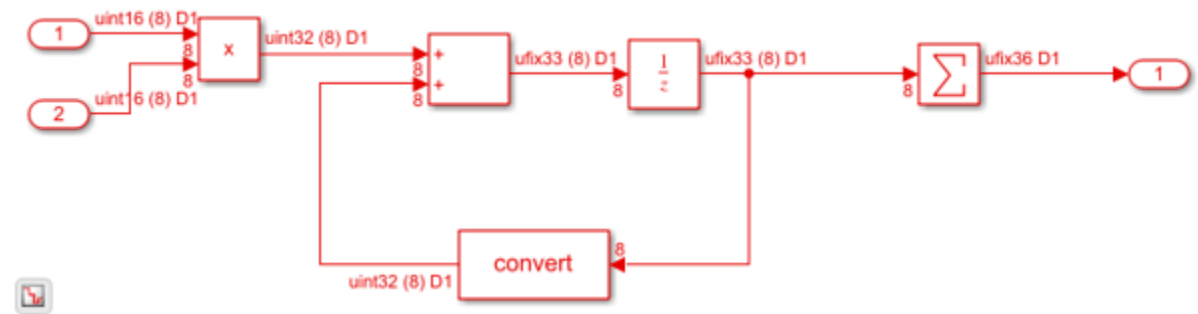 uint16 (8) D1
1
8
x
uint32 (8) D1
8
uint16 (8) D1
2
+
8
+
8
ufix33 (8) D1
8
1
z
ufix33 (8) D1
8
Σ
ufix36 D1
1
8
convert
uint32 (8) D1